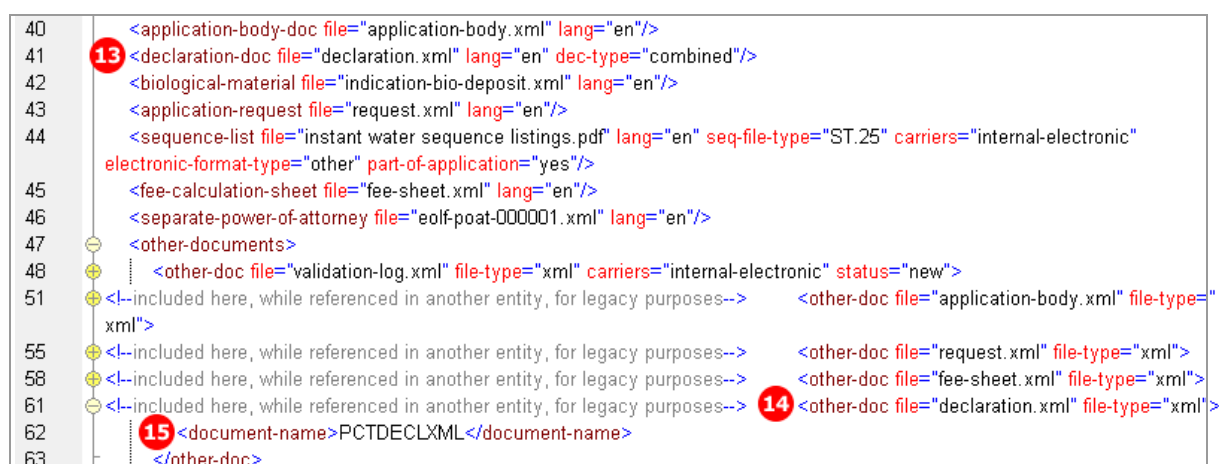 40 <application-body-doc file="application-body.xml" lang="en"/>
41 13 <declaration-doc file="declaration.xml" lang="en" dec-type="combined"/>
42 <biological-material file="indication-bio-deposit.xml" lang="en"/>
43 <application-request file="request.xml" lang="en"/>
44 <sequence-list file="instant water sequence listings.pdf" lang="en" seq-file-type="ST.25" carriers="internal-electronic"
electronic-format-type="other" part-of-application="yes"/>
45 <fee-calculation-sheet file="fee-sheet.xml" lang="en"/>
46 <separate-power-of-attorney file="eolf-poat-000001.xml" lang="en"/>
47 <other-documents>
48 <other-doc file="validation-log.xml" file-type="xml" carriers="internal-electronic" status="new">
51 <!--included here, while referenced in another entity, for legacy purposes--> <other-doc file="application-body.xml" file-type="
xml">
55 <!--included here, while referenced in another entity, for legacy purposes--> <other-doc file="request.xml" file-type="xml">
58 <!--included here, while referenced in another entity, for legacy purposes--> <other-doc file="fee-sheet.xml" file-type="xml">
61 <!--included here, while referenced in another entity, for legacy purposes--> 14 <other-doc file="declaration.xml" file-type="xml">
62 15 <document-name>PCTDECLXML</document-name>
63 </other-doc>